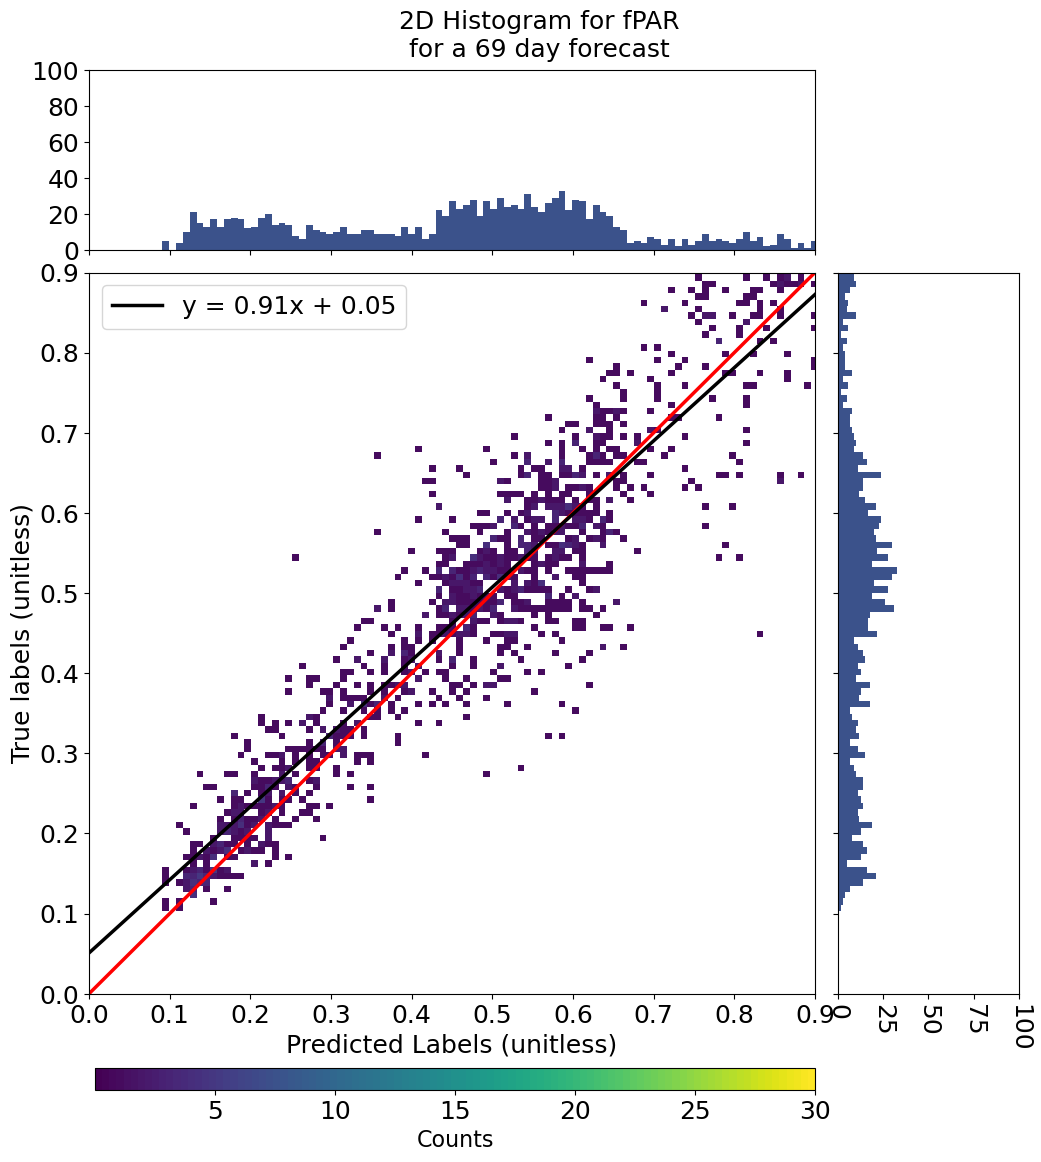 2D Histogram for fPAR
for a 69 day forecast
100
80
60
40
20
0
0.9
0.8
0.7
0.6
0.5
0.4
0.3
0.2
0.1
0.0
True labels (unitless)
y = 0.91x + 0.05
0.0 0.1 0.2 0.3 0.4 0.5 0.6 0.7 0.8 0.9
Predicted Labels (unitless)
0 25 50 75 100
5 10 15 20 25 30
Counts